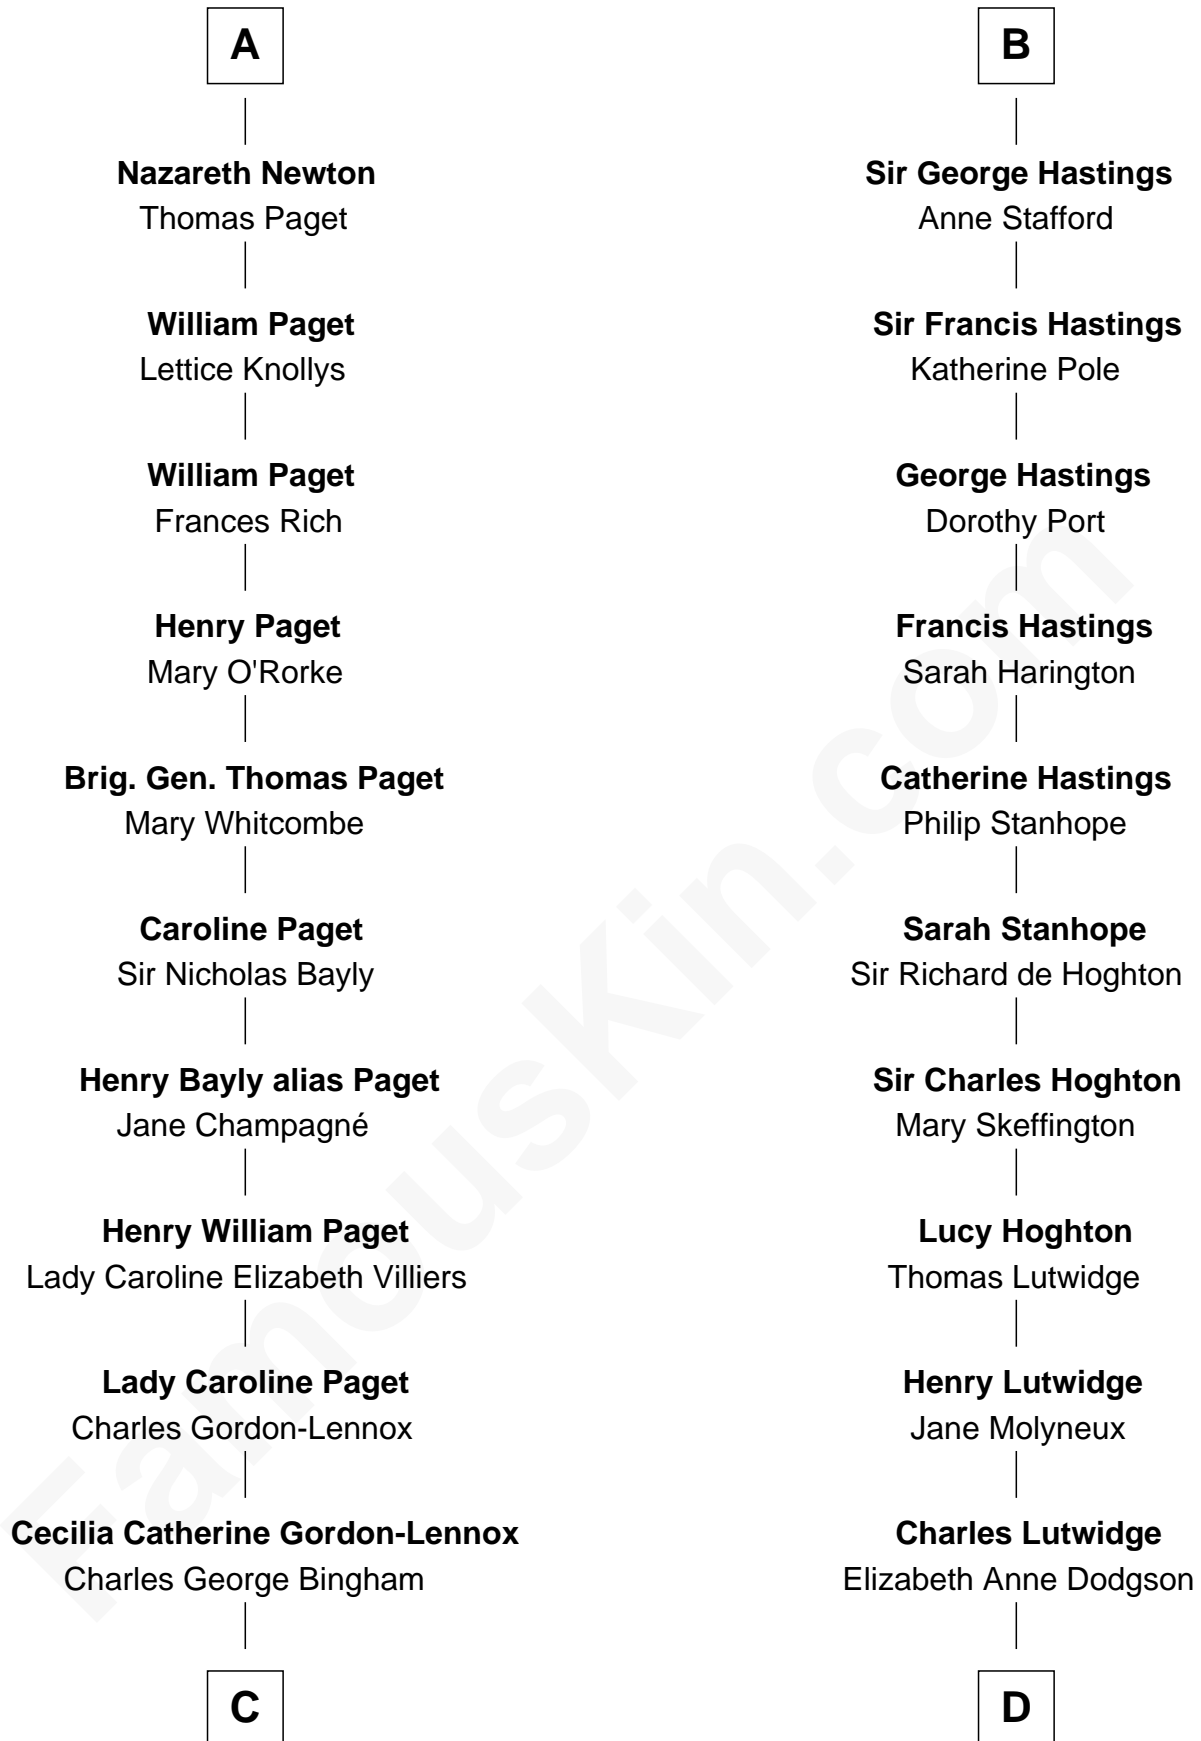 A
Nazareth Newton
Thomas Paget
William Paget
Lettice Knollys
William Paget
Frances Rich
Henry Paget
Mary O'Rorke
Brig. Gen. Thomas Paget
Mary Whitcombe
Caroline Paget
Sir Nicholas Bayly
Henry Bayly alias Paget
Jane Champagné
Henry William Paget
Lady Caroline Elizabeth Villiers
Lady Caroline Paget
Charles Gordon-Lennox
Cecilia Catherine Gordon-Lennox
Charles George Bingham
C
B
Sir George Hastings
Anne Stafford
Sir Francis Hastings
Katherine Pole
George Hastings
Dorothy Port
Francis Hastings
Sarah Harington
Catherine Hastings
Philip Stanhope
Sarah Stanhope
Sir Richard de Hoghton
Sir Charles Hoghton
Mary Skeffington
Lucy Hoghton
Thomas Lutwidge
Henry Lutwidge
Jane Molyneux
Charles Lutwidge
Elizabeth Anne Dodgson
D
FamousKin.com